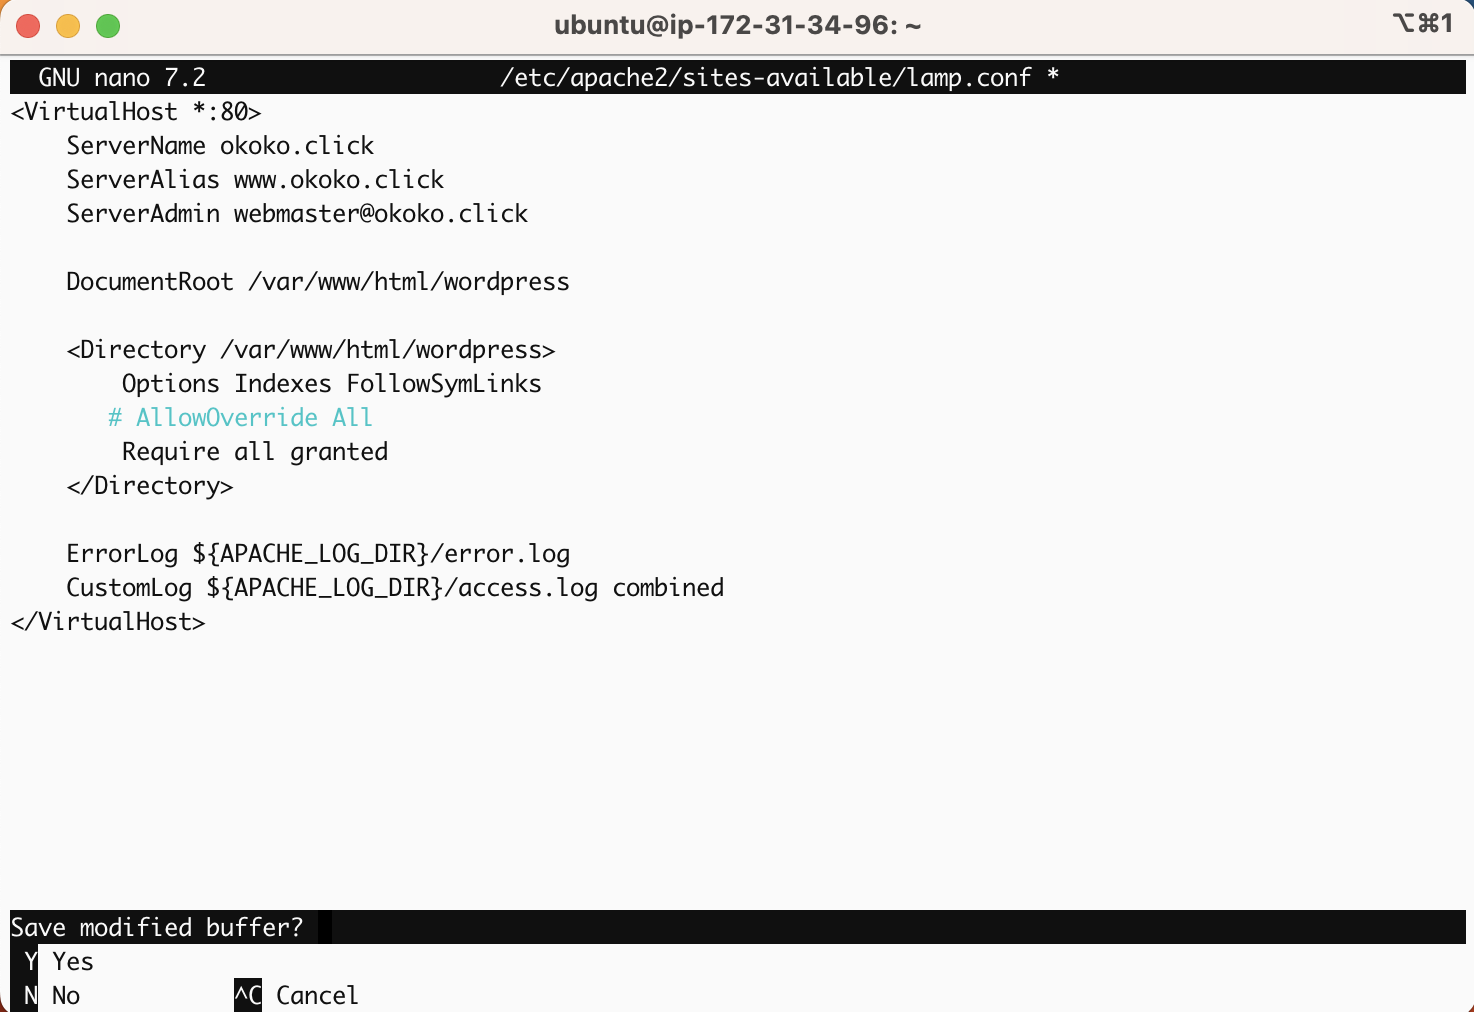 ubuntu@ip-172-31-34-96: ~ ⌥⌘1
GNU nano 7.2 /etc/apache2/sites-available/lamp.conf *
<VirtualHost *:80>
    ServerName okoko.click
    ServerAlias www.okoko.click
    ServerAdmin webmaster@okoko.click

    DocumentRoot /var/www/html/wordpress

    <Directory /var/www/html/wordpress>
        Options Indexes FollowSymLinks
       # AllowOverride All
        Require all granted
    </Directory>

    ErrorLog ${APACHE_LOG_DIR}/error.log
    CustomLog ${APACHE_LOG_DIR}/access.log combined
</VirtualHost>
Save modified buffer?
Y Yes
N No ^C Cancel